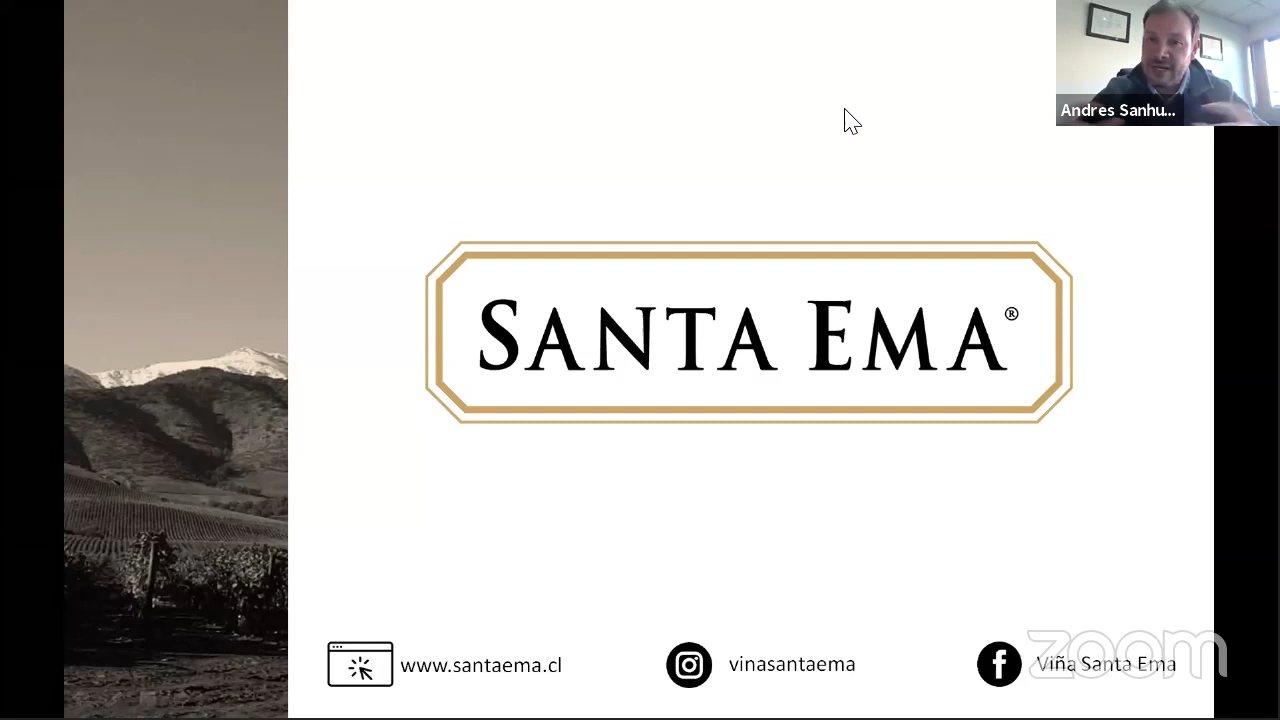 Andres Sanhu...
SANTA EMA®
www.santaema.cl
vinasantaema
Viña Santa Ema
zoom